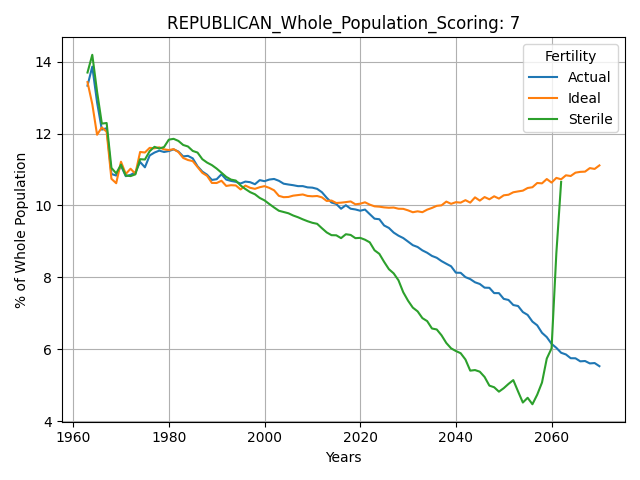 REPUBLICAN_Whole_Population_Scoring: 7
Fertility
Actual
Ideal
Sterile
% of Whole Population
14
12
10
8
6
4
1960 1980 2000 2020 2040 2060
Years